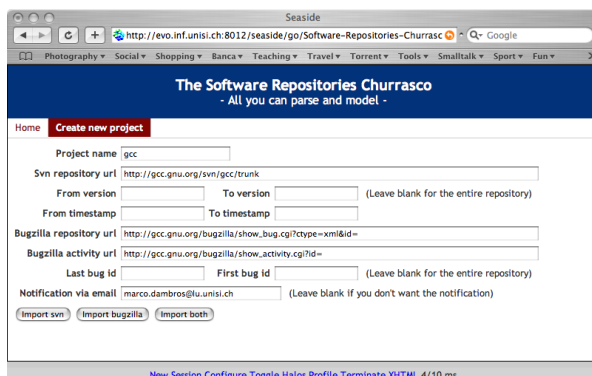 Seaside
http://evo.inf.unisi.ch:8012/seaside/go/Software-Repositories-Churrasc Google
Photography Social Shopping Banca Teaching Travel Torrent Tools Smalltalk Sport Fun
The Software Repositories Churrasco
- All you can parse and model -
Home Create new project
Project name gcc
Svn repository url http://gcc.gnu.org/svn/gcc/trunk
From version To version (Leave blank for the entire repository)
From timestamp To timestamp
Bugzilla repository url http://gcc.gnu.org/bugzilla/show_bug.cgi?ctype=xml&id=
Bugzilla activity url http://gcc.gnu.org/bugzilla/show_activity.cgi?id=
Last bug id First bug id (Leave blank for the entire repository)
Notification via email marco.dambros@lu.unisi.ch (Leave blank if you don't want the notification)
Import svn Import bugzilla Import both
New Session Configure Toggle Halos Profile Terminate XHTML 4/10 ms